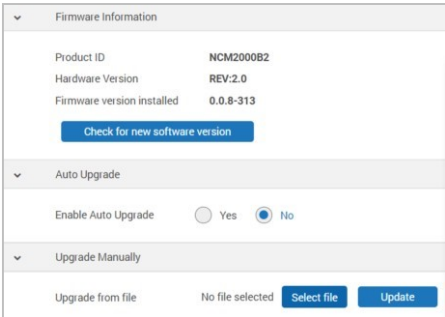 Firmware Information
Product ID NCM2000B2
Hardware Version REV:2.0
Firmware version installed 0.0.8-313
Check for new software version
Auto Upgrade
Enable Auto Upgrade Yes No
Upgrade Manually
Upgrade from file No file selected Select file Update